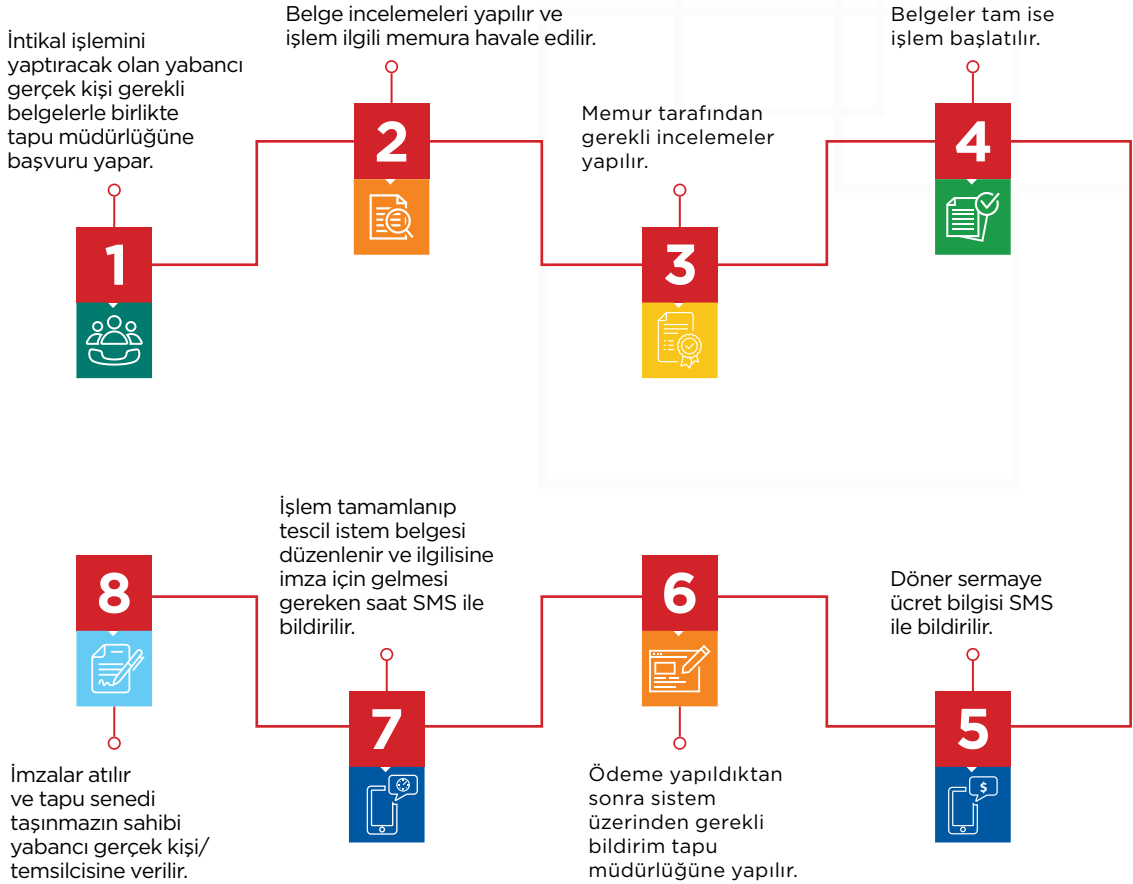 İntikal işlemini
yaptıracak olan yabancı
gerçek kişi gerekli
belgelerle birlikte
tapu müdürlüğüne
başvuru yapar.
1
Belge incelemeleri yapılır ve
işlem ilgili memura havale edilir.
2
Memur tarafından
gerekli incelemeler
yapılır.
3
Belgeler tam ise
işlem başlatılır.
4
Döner sermaye
ücret bilgisi SMS
ile bildirilir.
5
$
6
Ödeme yapıldıktan
sonra sistem
üzerinden gerekli
bildirim tapu
müdürlüğüne yapılır.
İşlem tamamlanıp
tescil istem belgesi
düzenlenir ve ilgilisine
imza için gelmesi
gereken saat SMS ile
bildirilir.
7
8
İmzalar atılır
ve tapu senedi
taşınmazın sahibi
yabancı gerçek kişi/
temsilcisine verilir.